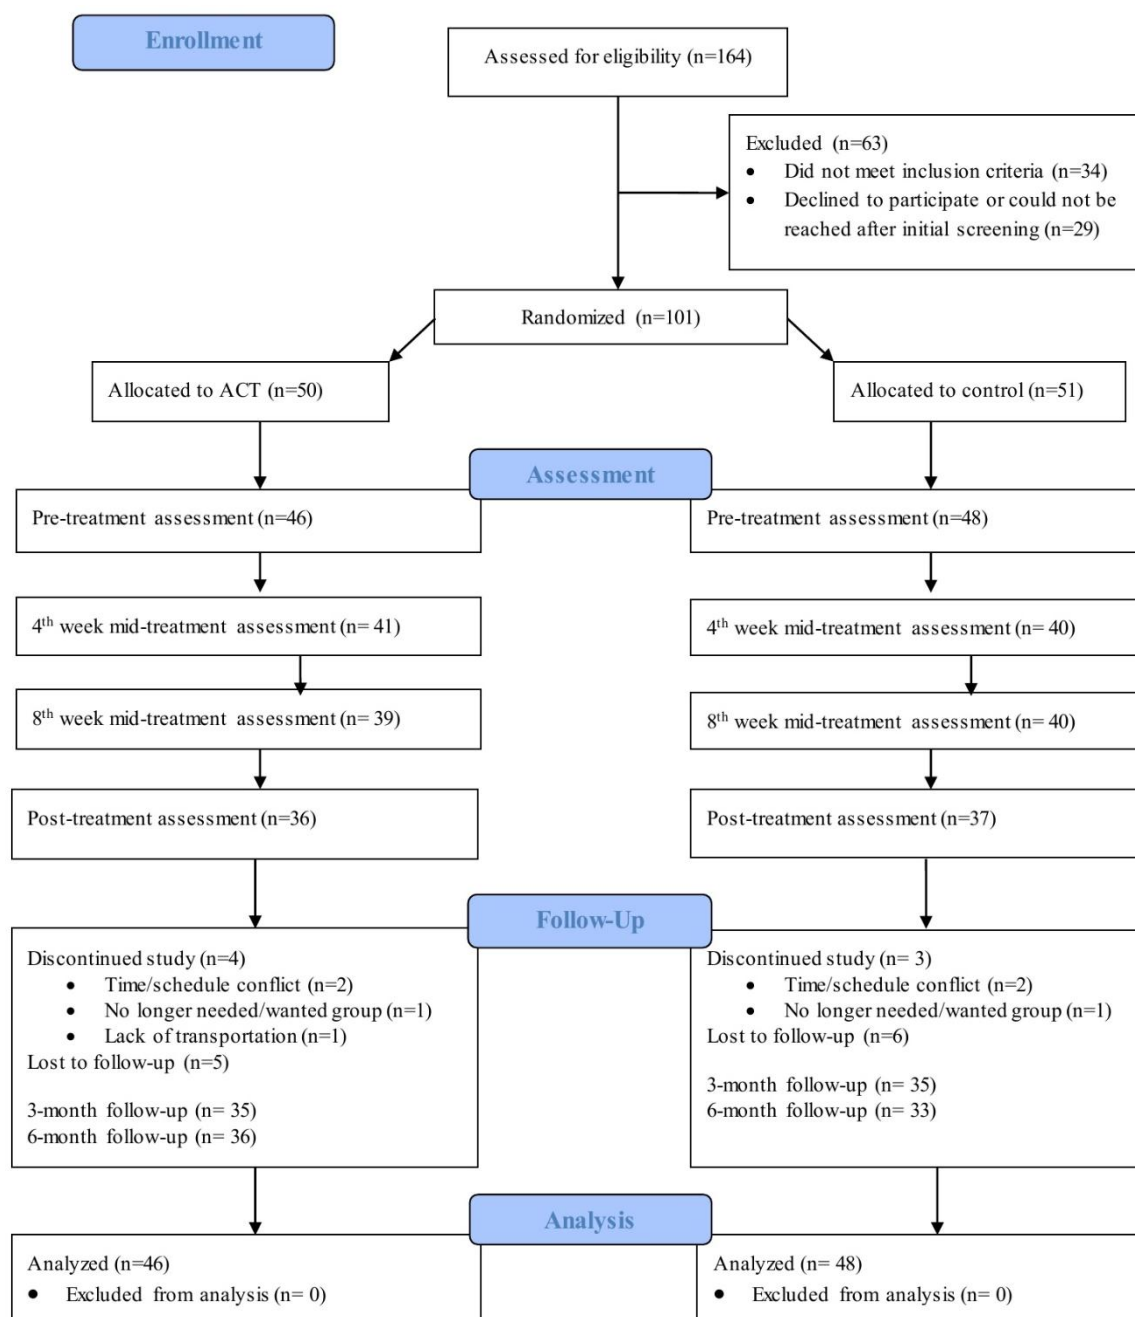 Enrollment
Assessed for eligibility (n=164)
Excluded (n=63)
• Did not meet inclusion criteria (n=34)
• Declined to participate or could not be
reached after initial screening (n=29)
Randomized (n=101)
Allocated to ACT (n=50)
Allocated to control (n=51)
Assessment
Pre-treatment assessment (n=46)
Pre-treatment assessment (n=48)
4th week mid-treatment assessment (n= 41)
4th week mid-treatment assessment (n= 40)
8th week mid-treatment assessment (n= 39)
8th week mid-treatment assessment (n= 40)
Post-treatment assessment (n=36)
Post-treatment assessment (n=37)
Follow-Up
Discontinued study (n=4)
• Time/schedule conflict (n=2)
• No longer needed/wanted group (n=1)
• Lack of transportation (n=1)
Lost to follow-up (n=5)
3-month follow-up (n= 35)
6-month follow-up (n= 36)
Discontinued study (n= 3)
• Time/schedule conflict (n=2)
• No longer needed/wanted group (n=1)
Lost to follow-up (n=6)
3-month follow-up (n= 35)
6-month follow-up (n= 33)
Analysis
Analyzed (n=46)
• Excluded from analysis (n= 0)
Analyzed (n= 48)
• Excluded from analysis (n= 0)